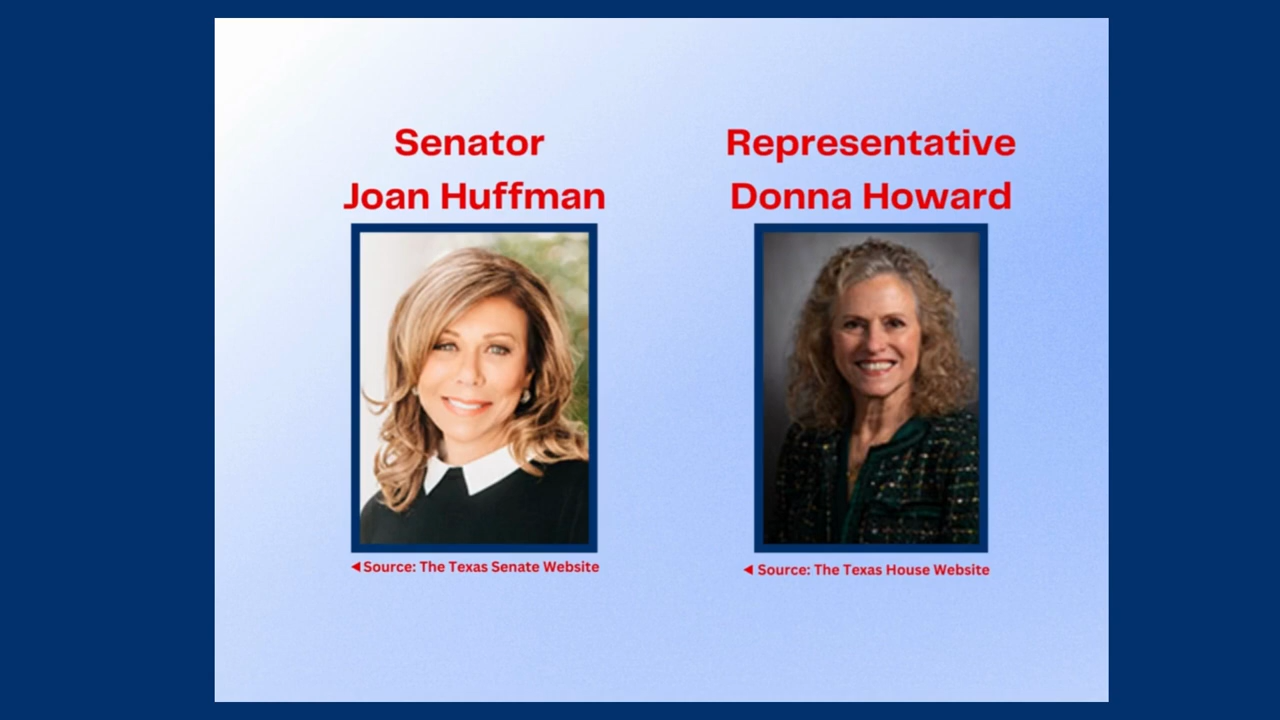 Senator
Joan Huffman
Representative
Donna Howard
◄ Source: The Texas Senate Website
◄ Source: The Texas House Website